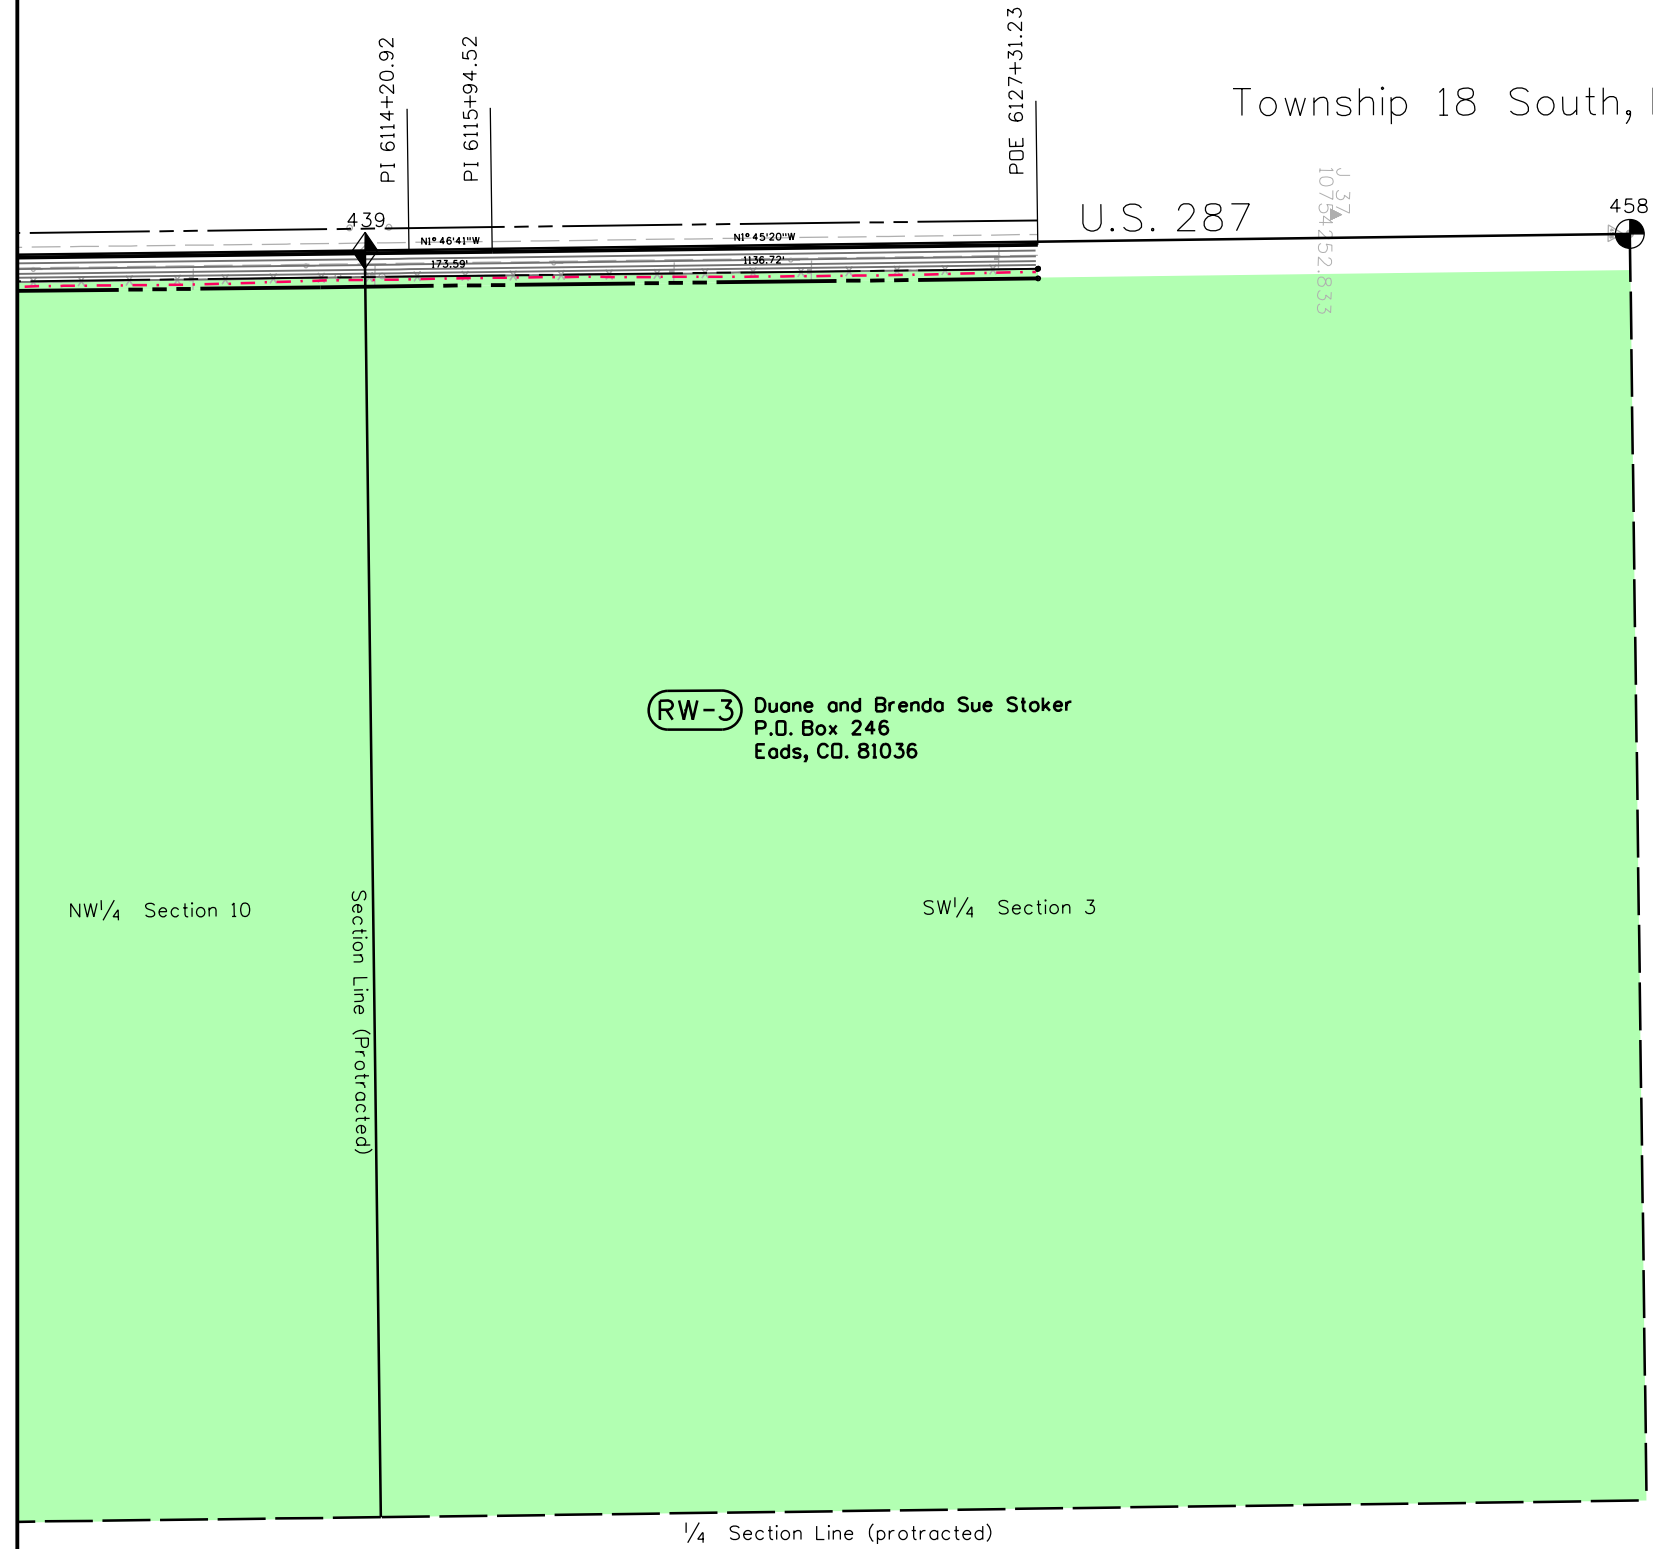 PI 6114+20.92
PI 6115+94.52
POE 6127+31.23
Township 18 South,
J 37
10754252.833
U.S. 287
458
439
N1° 46'41"W
N1° 45'20"W
173.59'
1136.72'
RW-3
Duane and Brenda Sue Stoker
P.O. Box 246
Eads, CO. 81036
NW1/4 Section 10
Section Line (Protracted)
SW1/4 Section 3
1/4 Section Line (protracted)